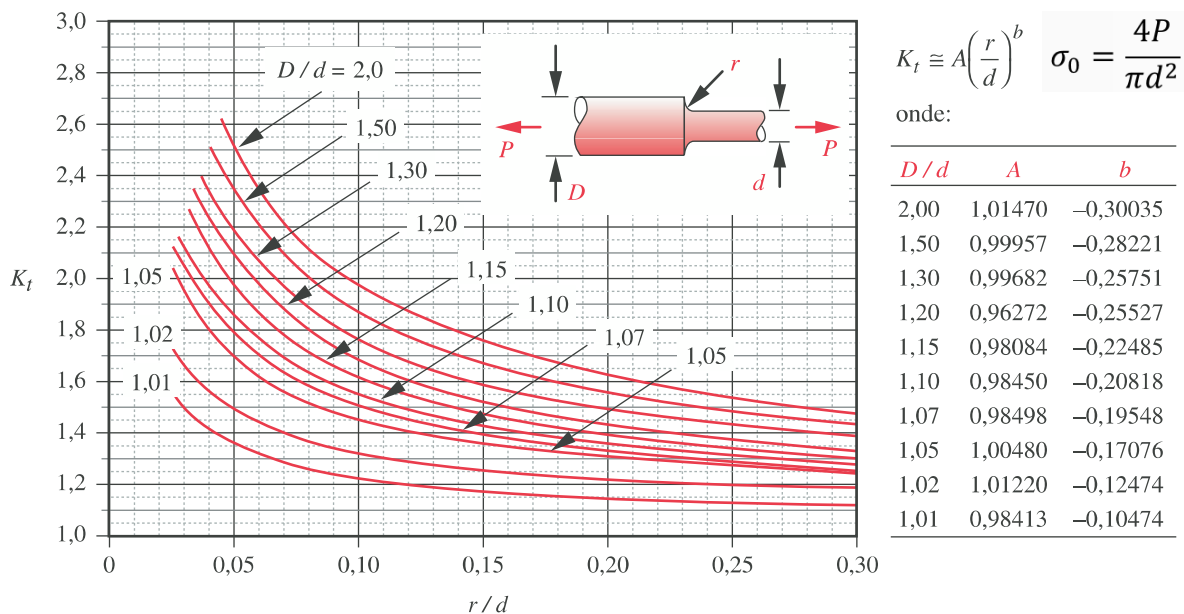 3,0
2,8
2,6
2,4
2,2
2,0
1,8
1,6
1,4
1,2
1,0
K_t
0
0,05
0,10
0,15
0,20
0,25
0,30
r / d
D / d = 2,0
1,50
1,30
1,20
1,15
1,10
1,07
1,05
1,05
1,02
1,01
P
D
r
d
P
K_t ≅ A(r/d)^b
σ_0 = 4P/πd^2
onde:
D / d A b
2,00 1,01470 –0,30035
1,50 0,99957 –0,28221
1,30 0,99682 –0,25751
1,20 0,96272 –0,25527
1,15 0,98084 –0,22485
1,10 0,98450 –0,20818
1,07 0,98498 –0,19548
1,05 1,00480 –0,17076
1,02 1,01220 –0,12474
1,01 0,98413 –0,10474